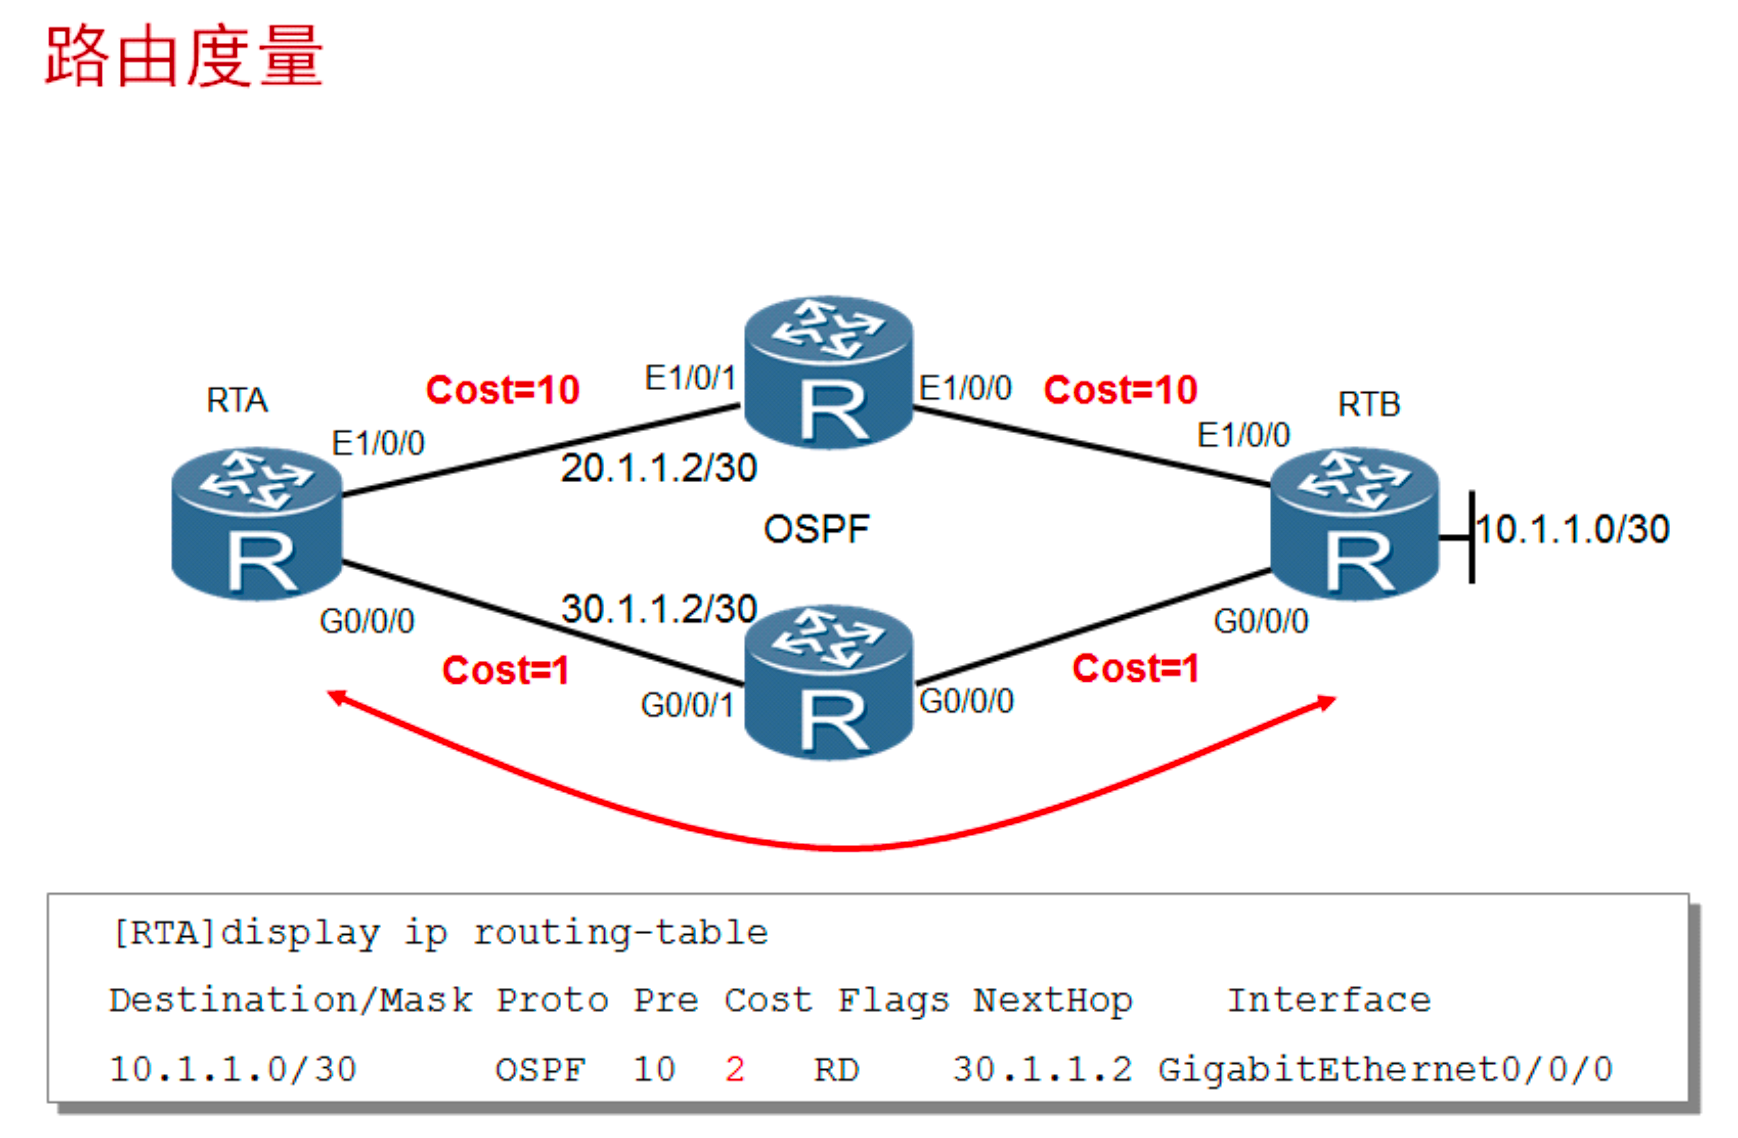 路由度量
RTA
E1/0/0
Cost=10
E1/0/1
20.1.1.2/30
R
E1/0/0
Cost=10
E1/0/0
RTB
R
OSPF
R
10.1.1.0/30
G0/0/0
30.1.1.2/30
Cost=1
G0/0/1
R
G0/0/0
Cost=1
G0/0/0
[RTA]display ip routing-table
Destination/Mask Proto Pre Cost Flags NextHop Interface
10.1.1.0/30 OSPF 10 2 RD 30.1.1.2 GigabitEthernet0/0/0